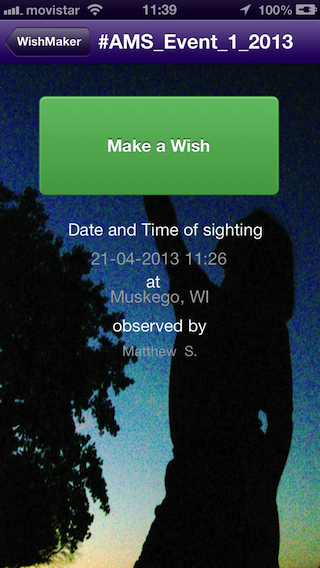 movistar 11:39 100%
WishMaker #AMS_Event_1_2013
Make a Wish
Date and Time of sighting
21-04-2013 11:26
at
Muskego, WI
observed by
Matthew S.